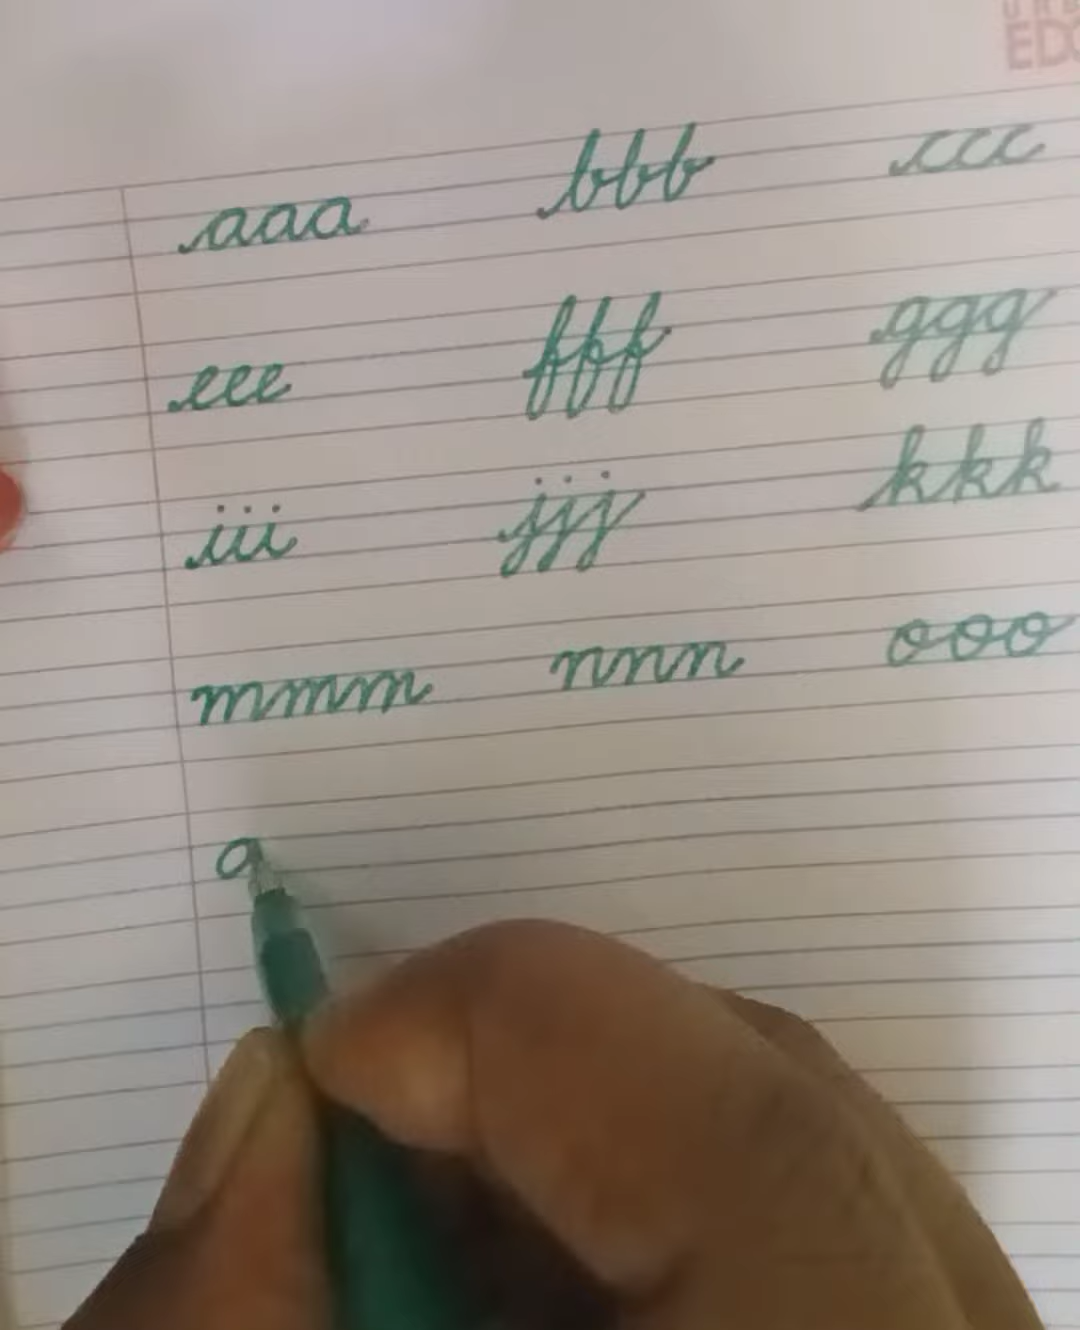 aaa bbb ccc
eee fff ggg
iii jjj kkk
mmm nnn ooo